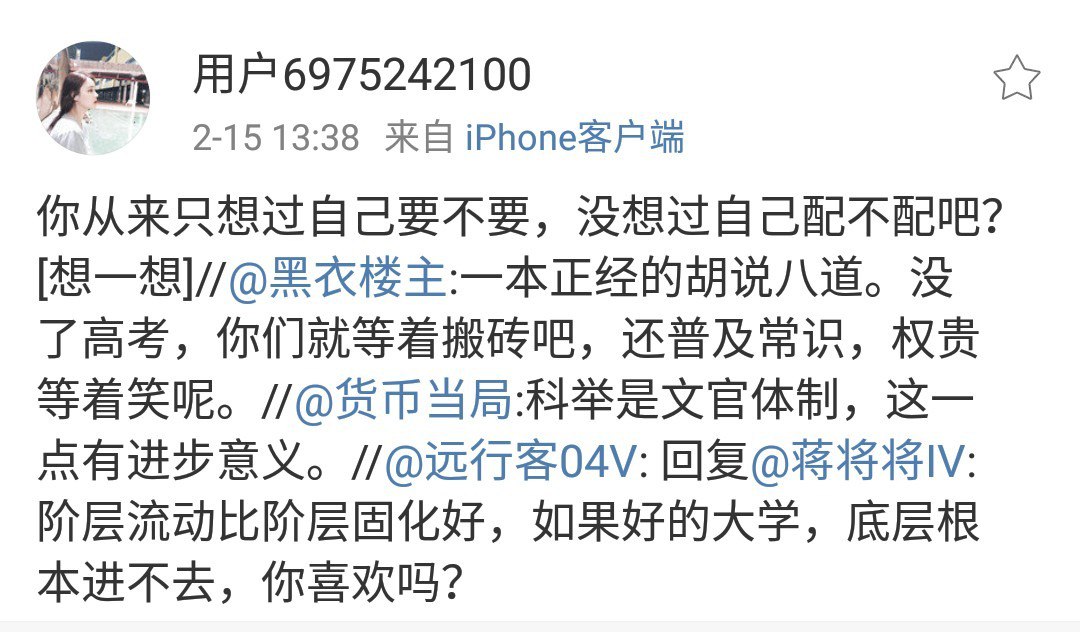 用户6975242100
2-15 13:38 来自 iPhone客户端
你从来只想过自己要不要，没想过自己配不配吧？
[想一想]//@黑衣楼主:一本正经的胡说八道。没
了高考，你们就等着搬砖吧，还普及常识，权贵
等着笑呢。//@货币当局:科举是文官体制，这一
点有进步意义。//@远行客04V: 回复@蒋将将IV:
阶层流动比阶层固化好，如果好的大学，底层根
本进不去，你喜欢吗？